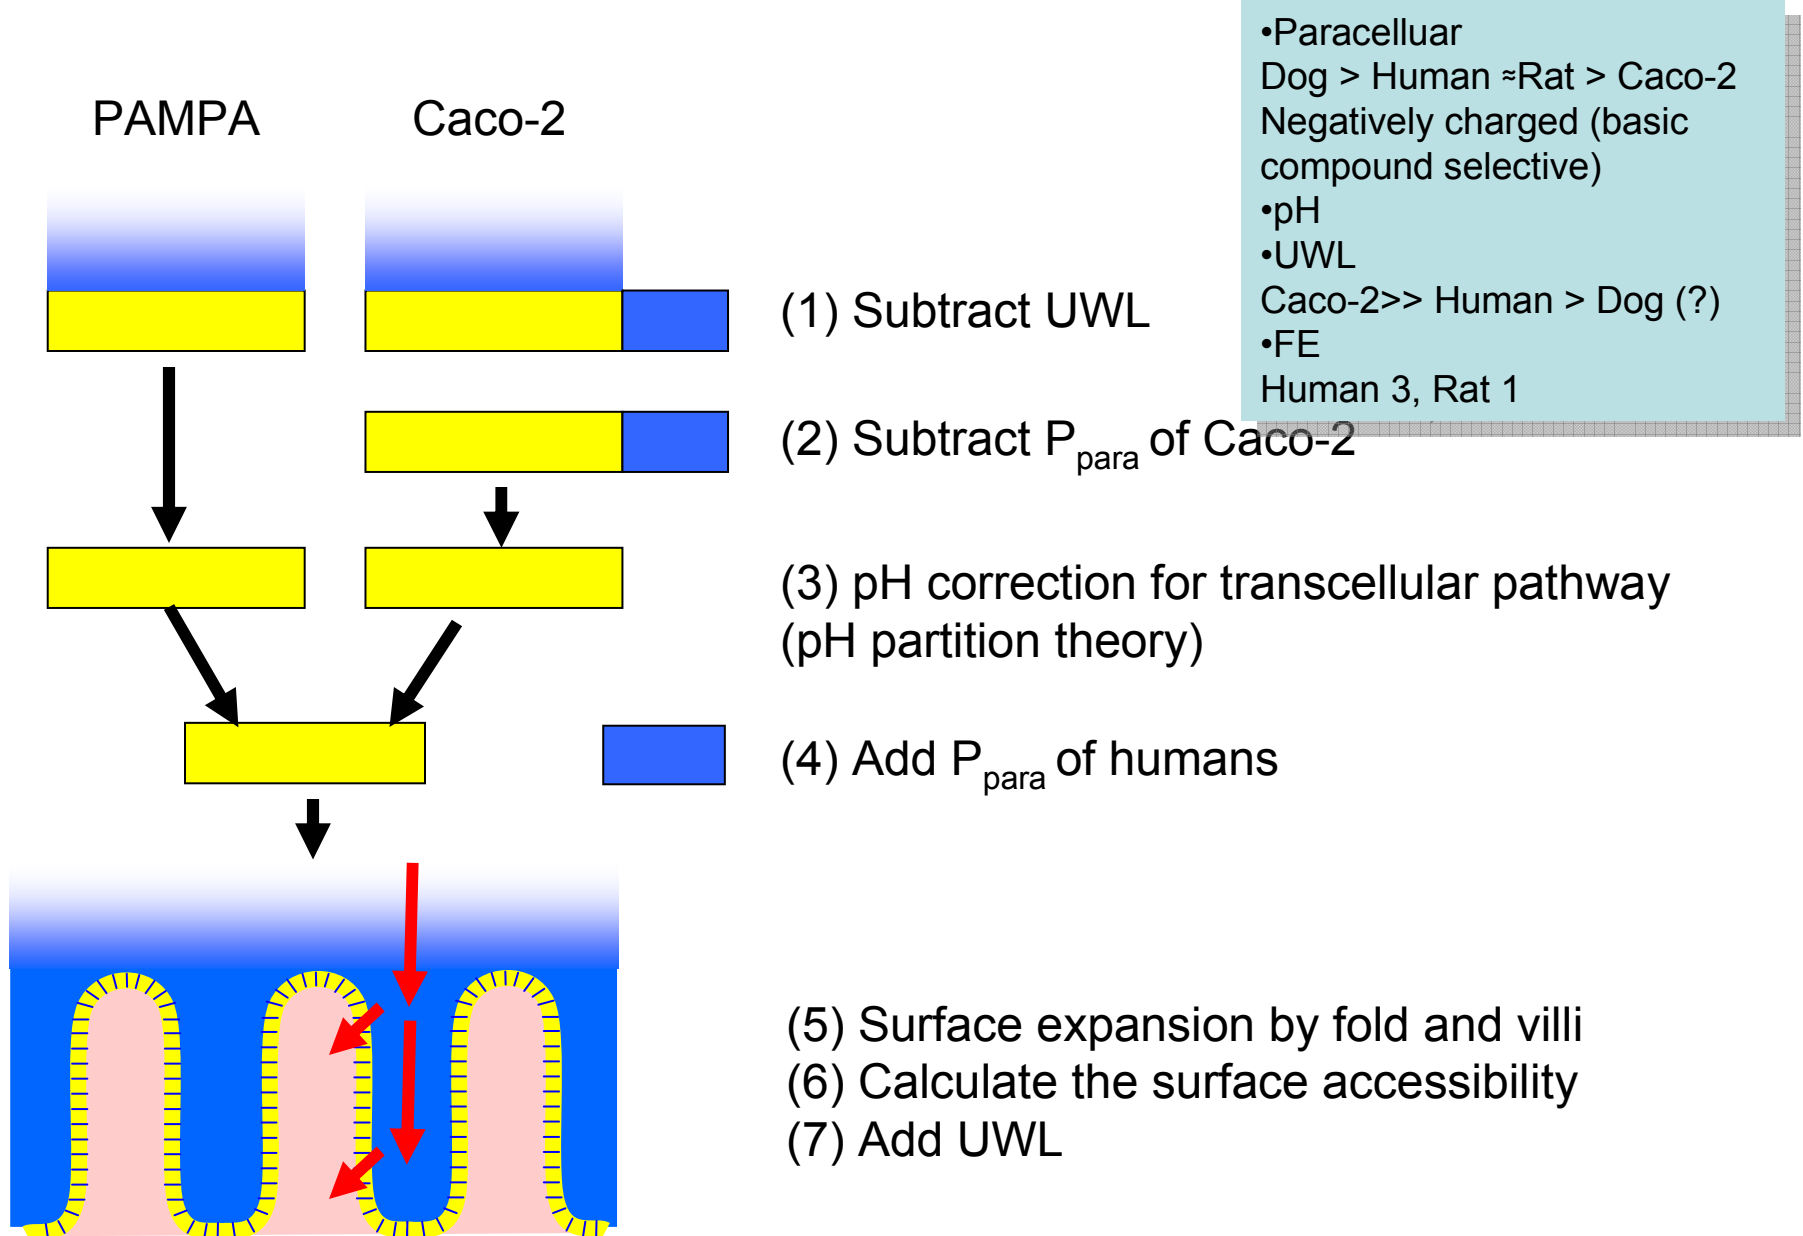 PAMPA
Caco-2
•Paracelluar
Dog > Human ≈Rat > Caco-2
Negatively charged (basic
compound selective)
•pH
•UWL
Caco-2>> Human > Dog (?)
•FE
Human 3, Rat 1
(1) Subtract UWL
(2) Subtract Ppara of Caco-2
(3) pH correction for transcellular pathway
(pH partition theory)
(4) Add Ppara of humans
(5) Surface expansion by fold and villi
(6) Calculate the surface accessibility
(7) Add UWL